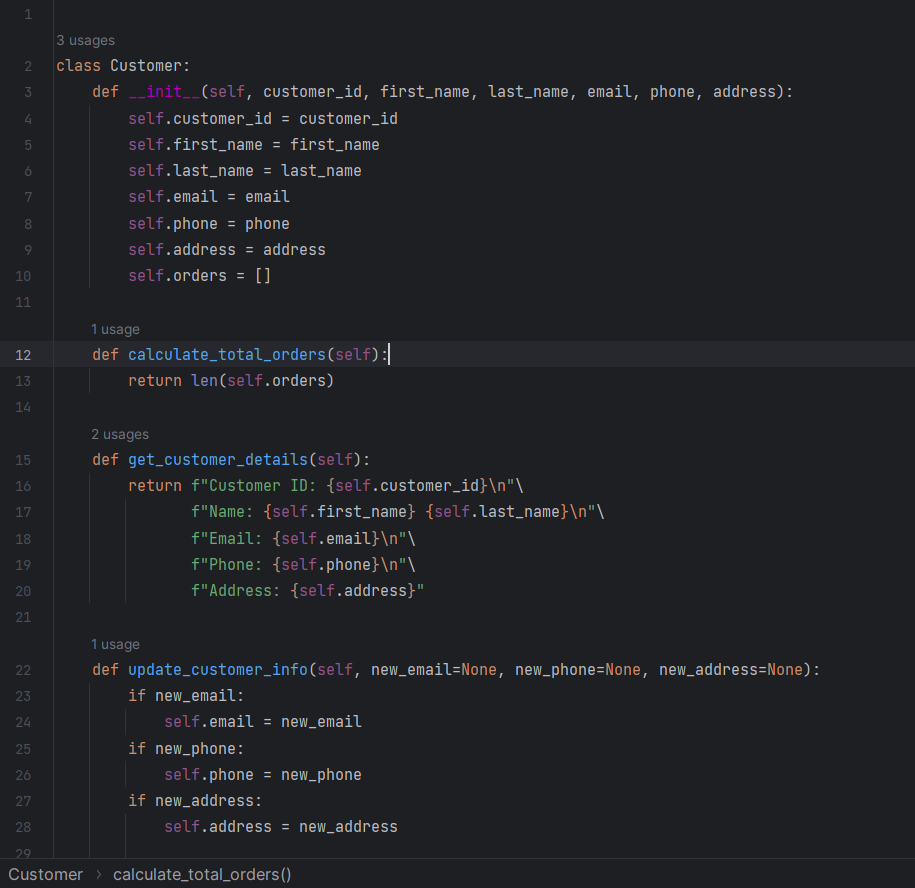 1
3 usages
2 class Customer:
3     def __init__(self, customer_id, first_name, last_name, email, phone, address):
4         self.customer_id = customer_id
5         self.first_name = first_name
6         self.last_name = last_name
7         self.email = email
8         self.phone = phone
9         self.address = address
10         self.orders = []
11
1 usage
12     def calculate_total_orders(self):
13         return len(self.orders)
14
2 usages
15     def get_customer_details(self):
16         return f"Customer ID: {self.customer_id}\n"\
17                f"Name: {self.first_name} {self.last_name}\n"\
18                f"Email: {self.email}\n"\
19                f"Phone: {self.phone}\n"\
20                f"Address: {self.address}"
21
1 usage
22     def update_customer_info(self, new_email=None, new_phone=None, new_address=None):
23         if new_email:
24             self.email = new_email
25         if new_phone:
26             self.phone = new_phone
27         if new_address:
28             self.address = new_address
29
Customer › calculate_total_orders()